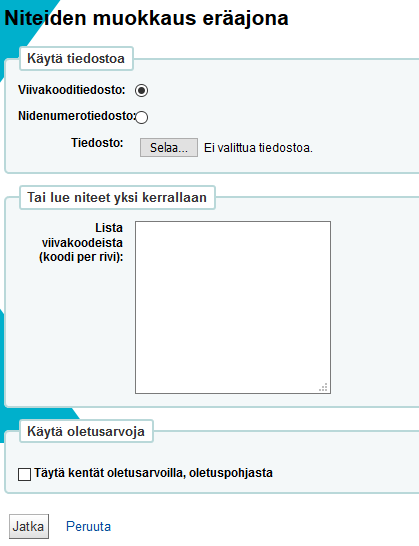 Niteiden muokkaus eräajona
Käytä tiedostoa
Viivakooditiedosto:
Nidenumerotiedosto:
Tiedosto: Selaa... Ei valittua tiedostoa.
Tai lue niteet yksi kerrallaan
Lista
viivakoodeista
(koodi per rivi):
Käytä oletusarvoja
Täytä kentät oletusarvoilla, oletuspohjasta
Jatka Peruuta